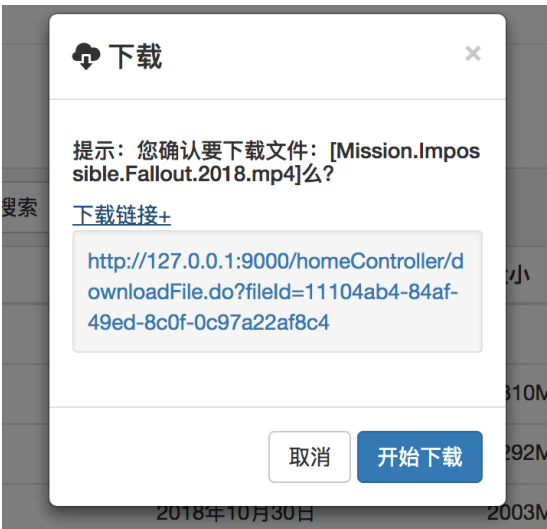 下载
×
提示：您确认要下载文件：[Mission.Impos
sible.Fallout.2018.mp4]么?
搜索
下载链接+
http://127.0.0.1:9000/homeController/d
ownloadFile.do?fileId=11104ab4-84af-
49ed-8c0f-0c97a22af8c4
小
310M
取消
开始下载
292M
2018年10月30日
2003M